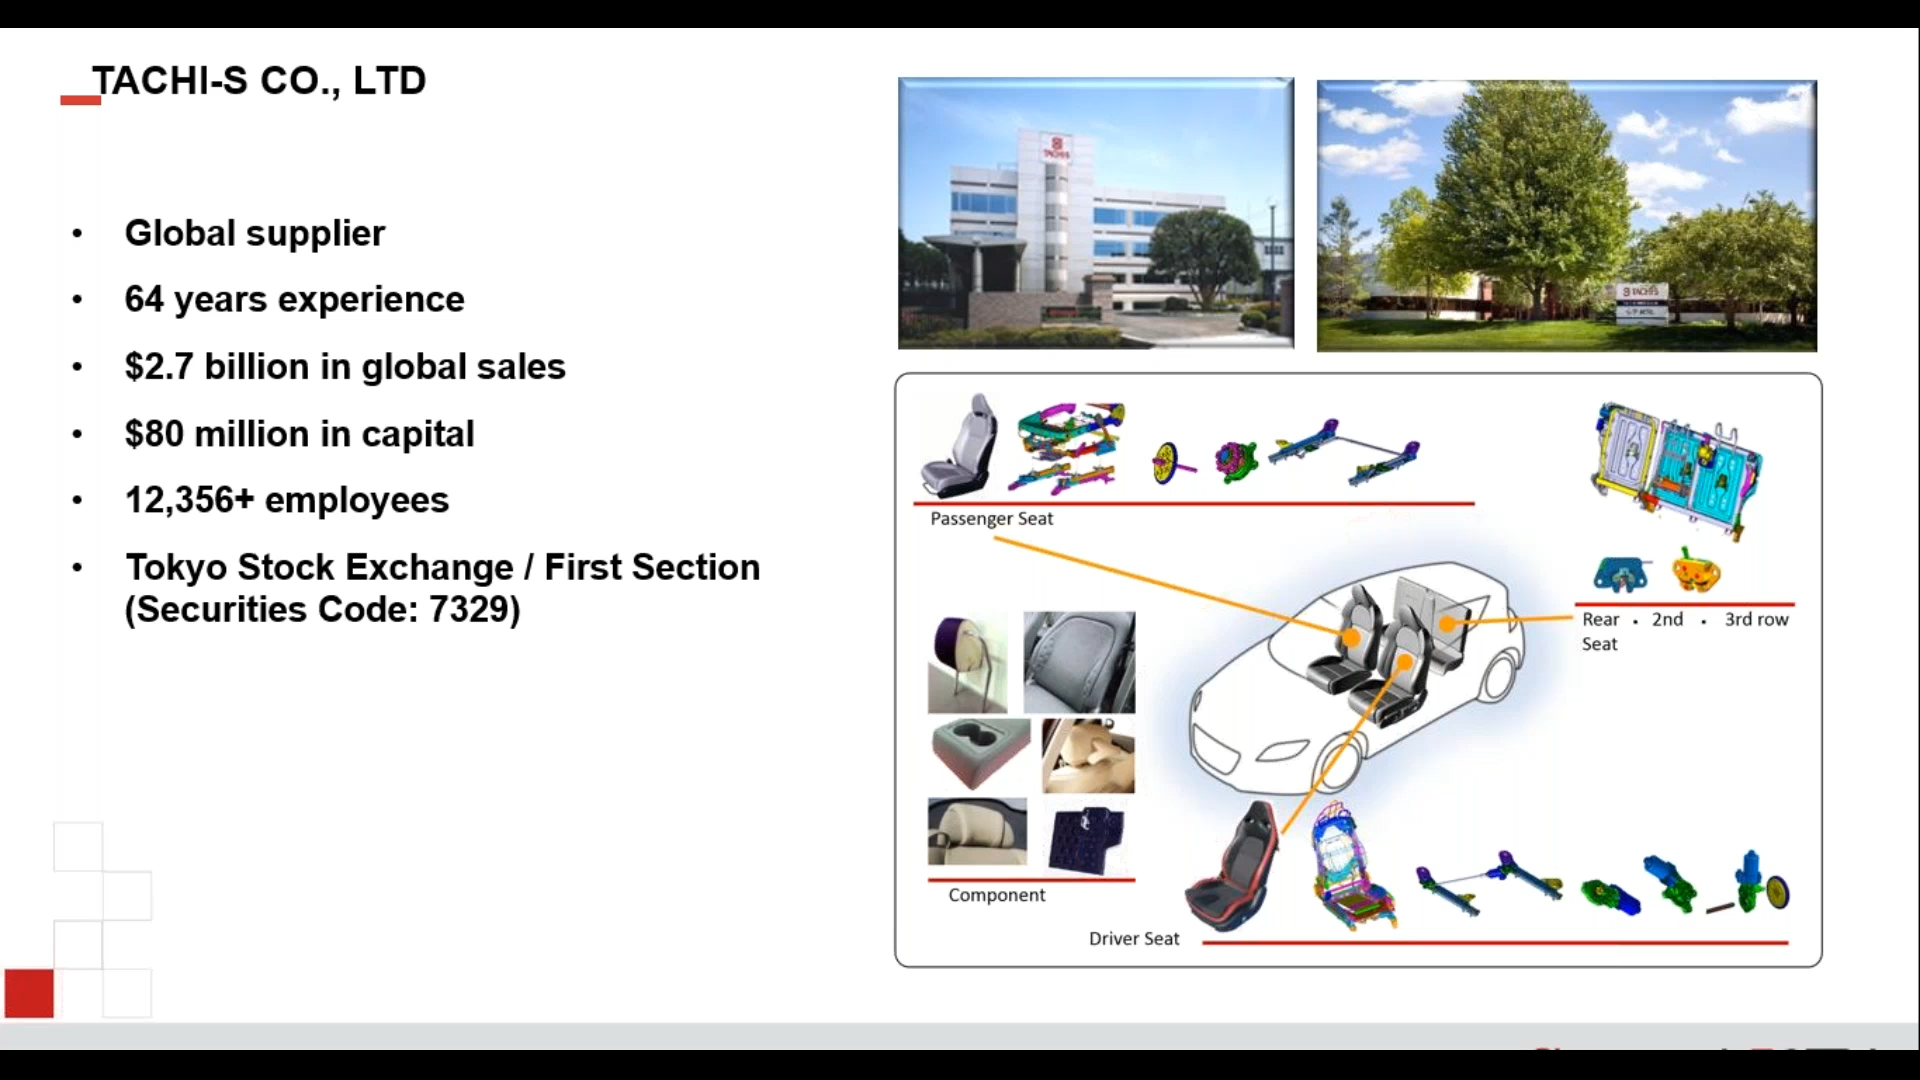 TACHI-S CO., LTD
• Global supplier
• 64 years experience
• $2.7 billion in global sales
• $80 million in capital
• 12,356+ employees
• Tokyo Stock Exchange / First Section
(Securities Code: 7329)
TACHI-S
TACHI-S
Passenger Seat
Rear • 2nd • 3rd row
Seat
Component
Driver Seat